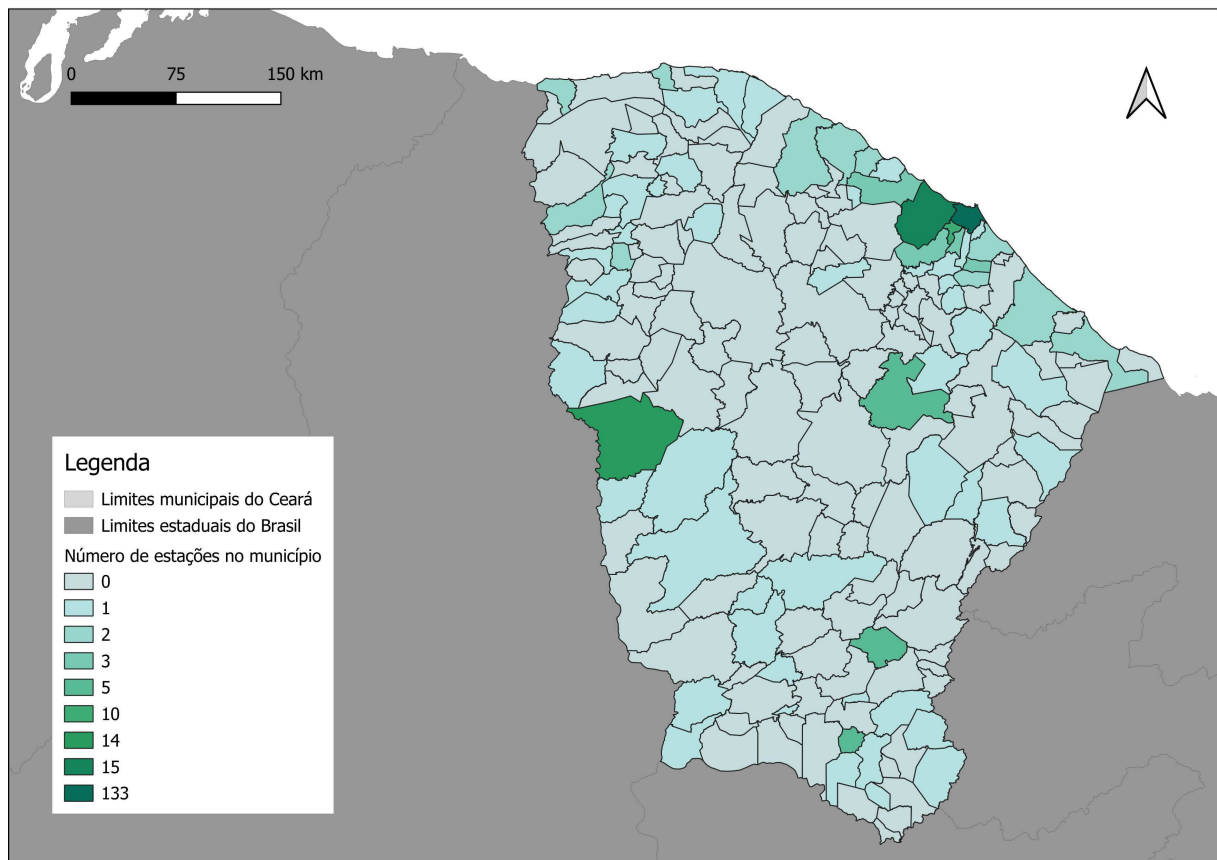 0 75 150 km
Legenda
Limites municipais do Ceará
Limites estaduais do Brasil
Número de estações no município
0
1
2
3
5
10
14
15
133